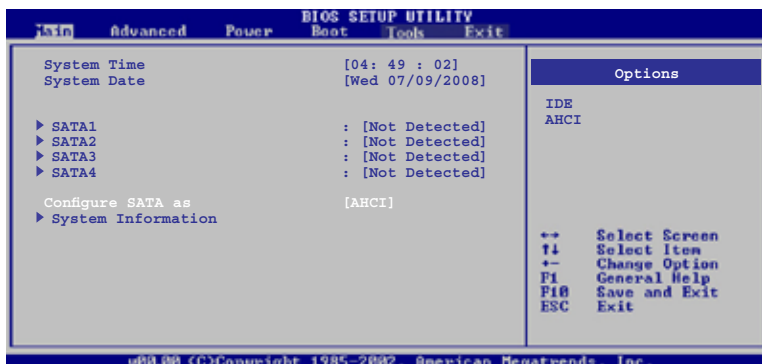 BIOS SETUP UTILITY
Main Advanced Power Boot Tools Exit
System Time [04: 49 : 02]
System Date [Wed 07/09/2008]
SATA1 : [Not Detected]
SATA2 : [Not Detected]
SATA3 : [Not Detected]
SATA4 : [Not Detected]
Configure SATA as [AHCI]
System Information
Options
IDE
AHCI
↔ Select Screen
↑↓ Select Item
+- Change Option
F1 General Help
F10 Save and Exit
ESC Exit
(C)Copyright 1985-2002, American Megatrends, Inc.